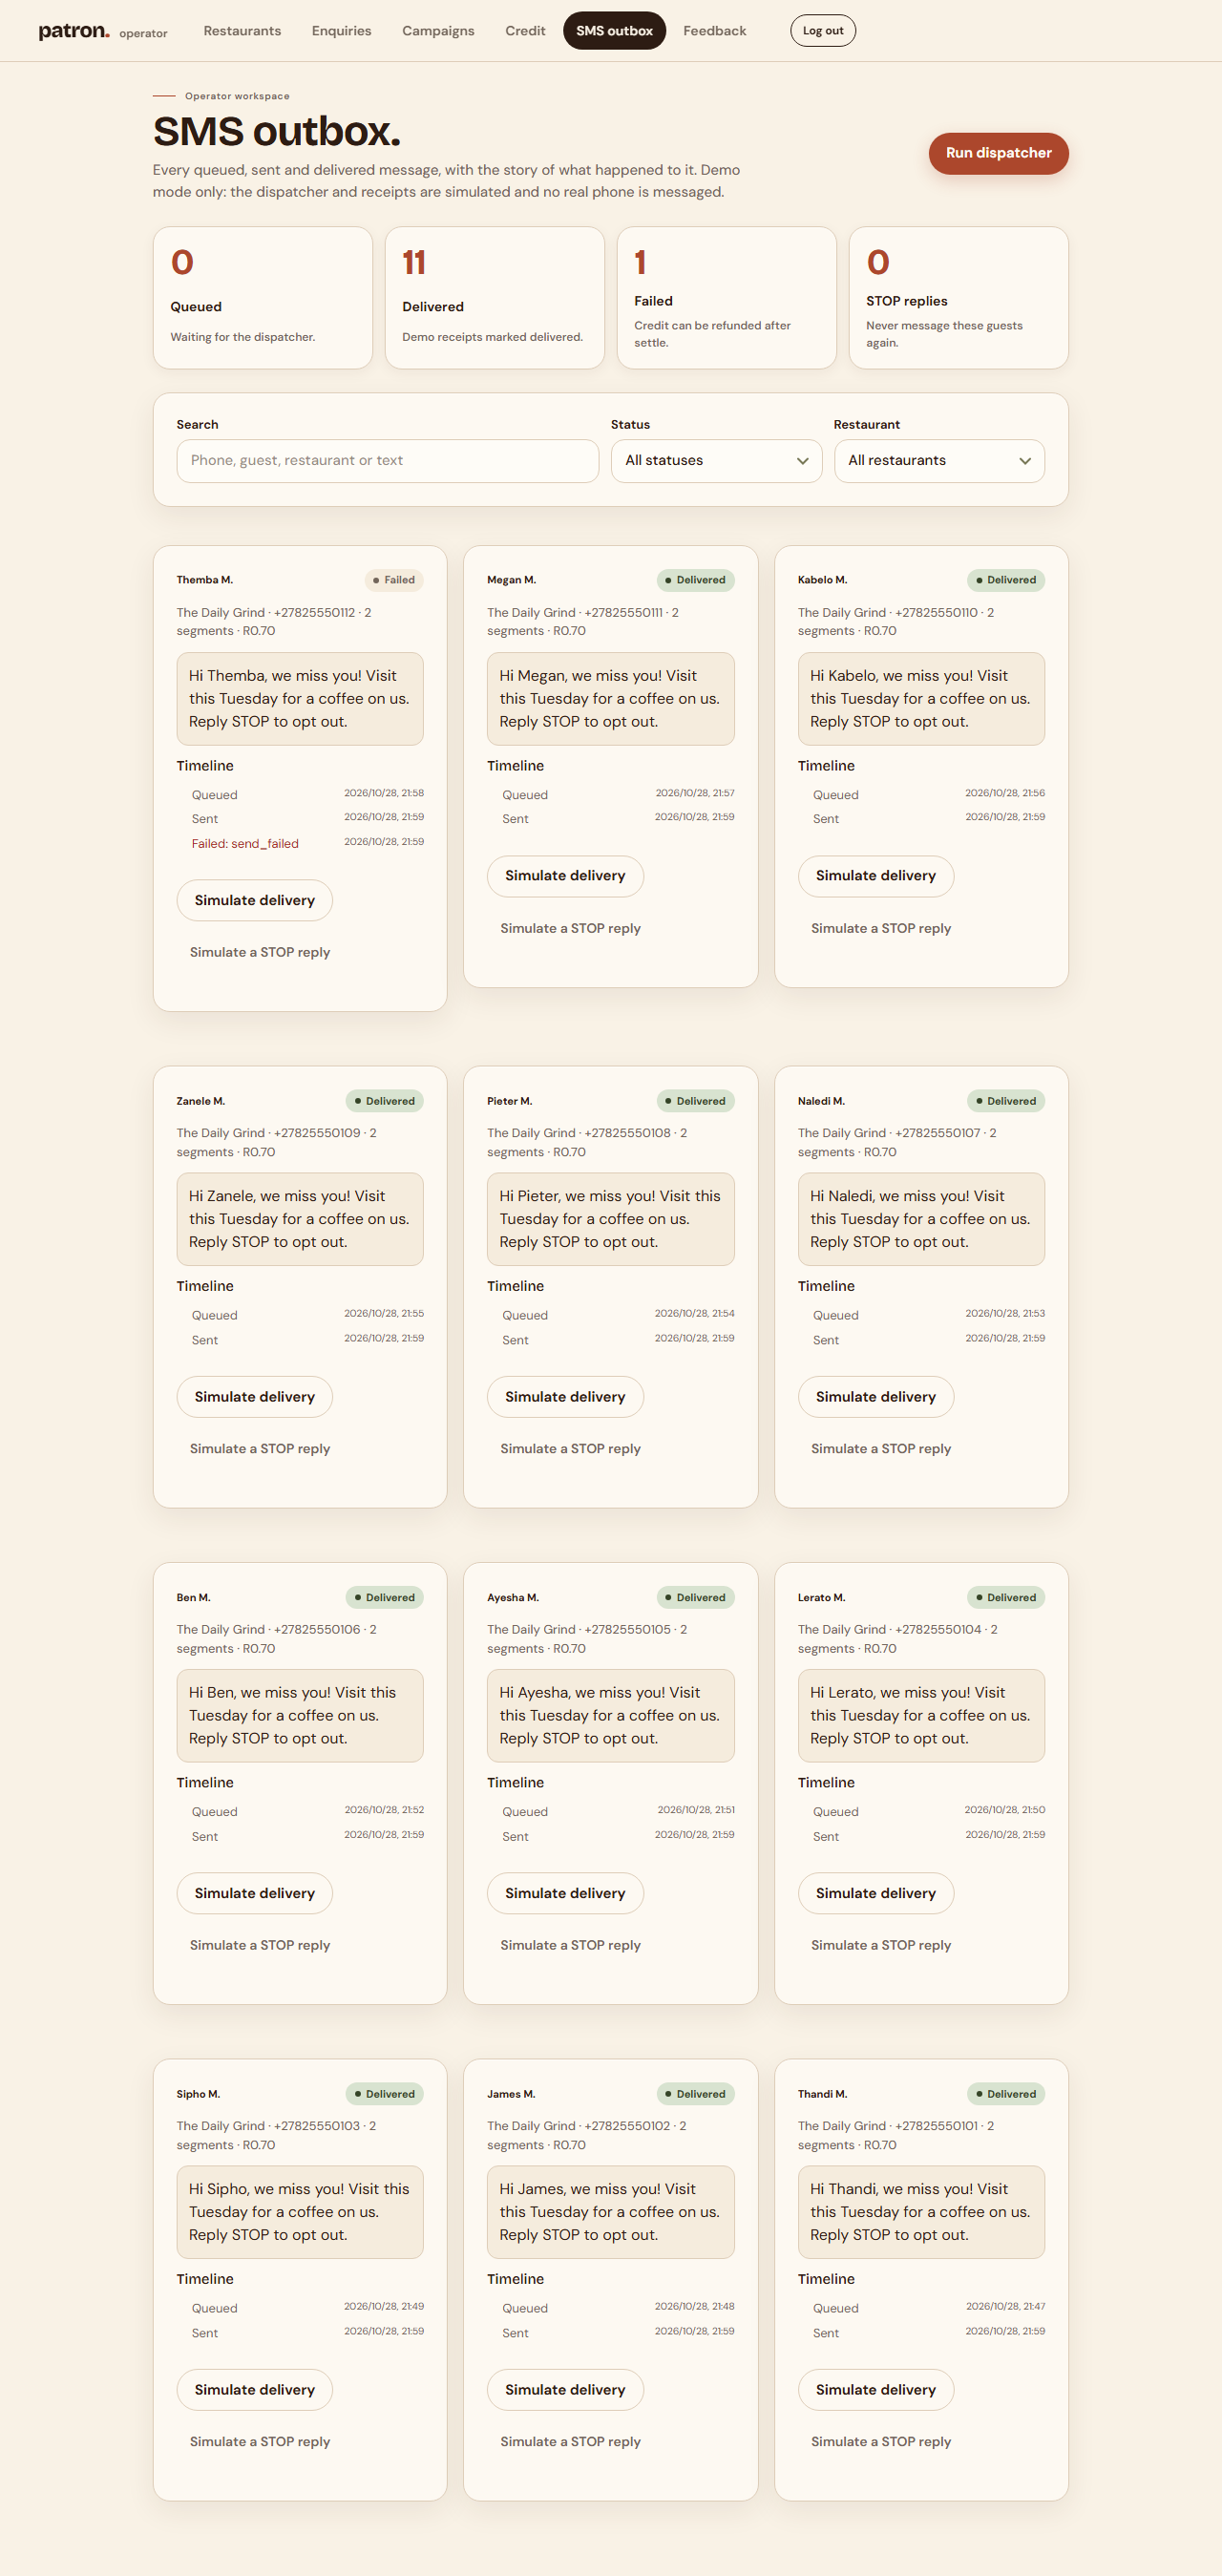 patron. operator Restaurants Enquiries Campaigns Credit SMS outbox Feedback Log out
Operator workspace
SMS outbox.
Every queued, sent and delivered message, with the story of what happened to it. Demo
mode only: the dispatcher and receipts are simulated and no real phone is messaged.
Run dispatcher
0
Queued
Waiting for the dispatcher.
11
Delivered
Demo receipts marked delivered.
1
Failed
Credit can be refunded after
settle.
0
STOP replies
Never message these guests
again.
Search
Phone, guest, restaurant or text
Status
All statuses
Restaurant
All restaurants
Themba M. Failed
The Daily Grind · +27825550112 · 2
segments · R0.70
Hi Themba, we miss you! Visit
this Tuesday for a coffee on us.
Reply STOP to opt out.
Timeline
Queued 2026/10/28, 21:58
Sent 2026/10/28, 21:59
Failed: send_failed 2026/10/28, 21:59
Simulate delivery
Simulate a STOP reply
Megan M. Delivered
The Daily Grind · +27825550111 · 2
segments · R0.70
Hi Megan, we miss you! Visit
this Tuesday for a coffee on us.
Reply STOP to opt out.
Timeline
Queued 2026/10/28, 21:57
Sent 2026/10/28, 21:59
Simulate delivery
Simulate a STOP reply
Kabelo M. Delivered
The Daily Grind · +27825550110 · 2
segments · R0.70
Hi Kabelo, we miss you! Visit
this Tuesday for a coffee on us.
Reply STOP to opt out.
Timeline
Queued 2026/10/28, 21:56
Sent 2026/10/28, 21:59
Simulate delivery
Simulate a STOP reply
Zanele M. Delivered
The Daily Grind · +27825550109 · 2
segments · R0.70
Hi Zanele, we miss you! Visit
this Tuesday for a coffee on us.
Reply STOP to opt out.
Timeline
Queued 2026/10/28, 21:55
Sent 2026/10/28, 21:59
Simulate delivery
Simulate a STOP reply
Pieter M. Delivered
The Daily Grind · +27825550108 · 2
segments · R0.70
Hi Pieter, we miss you! Visit this
Tuesday for a coffee on us.
Reply STOP to opt out.
Timeline
Queued 2026/10/28, 21:54
Sent 2026/10/28, 21:59
Simulate delivery
Simulate a STOP reply
Naledi M. Delivered
The Daily Grind · +27825550107 · 2
segments · R0.70
Hi Naledi, we miss you! Visit
this Tuesday for a coffee on us.
Reply STOP to opt out.
Timeline
Queued 2026/10/28, 21:53
Sent 2026/10/28, 21:59
Simulate delivery
Simulate a STOP reply
Ben M. Delivered
The Daily Grind · +27825550106 · 2
segments · R0.70
Hi Ben, we miss you! Visit this
Tuesday for a coffee on us.
Reply STOP to opt out.
Timeline
Queued 2026/10/28, 21:52
Sent 2026/10/28, 21:59
Simulate delivery
Simulate a STOP reply
Ayesha M. Delivered
The Daily Grind · +27825550105 · 2
segments · R0.70
Hi Ayesha, we miss you! Visit
this Tuesday for a coffee on us.
Reply STOP to opt out.
Timeline
Queued 2026/10/28, 21:51
Sent 2026/10/28, 21:59
Simulate delivery
Simulate a STOP reply
Lerato M. Delivered
The Daily Grind · +27825550104 · 2
segments · R0.70
Hi Lerato, we miss you! Visit
this Tuesday for a coffee on us.
Reply STOP to opt out.
Timeline
Queued 2026/10/28, 21:50
Sent 2026/10/28, 21:59
Simulate delivery
Simulate a STOP reply
Sipho M. Delivered
The Daily Grind · +27825550103 · 2
segments · R0.70
Hi Sipho, we miss you! Visit this
Tuesday for a coffee on us.
Reply STOP to opt out.
Timeline
Queued 2026/10/28, 21:49
Sent 2026/10/28, 21:59
Simulate delivery
Simulate a STOP reply
James M. Delivered
The Daily Grind · +27825550102 · 2
segments · R0.70
Hi James, we miss you! Visit
this Tuesday for a coffee on us.
Reply STOP to opt out.
Timeline
Queued 2026/10/28, 21:48
Sent 2026/10/28, 21:59
Simulate delivery
Simulate a STOP reply
Thandi M. Delivered
The Daily Grind · +27825550101 · 2
segments · R0.70
Hi Thandi, we miss you! Visit
this Tuesday for a coffee on us.
Reply STOP to opt out.
Timeline
Queued 2026/10/28, 21:47
Sent 2026/10/28, 21:59
Simulate delivery
Simulate a STOP reply